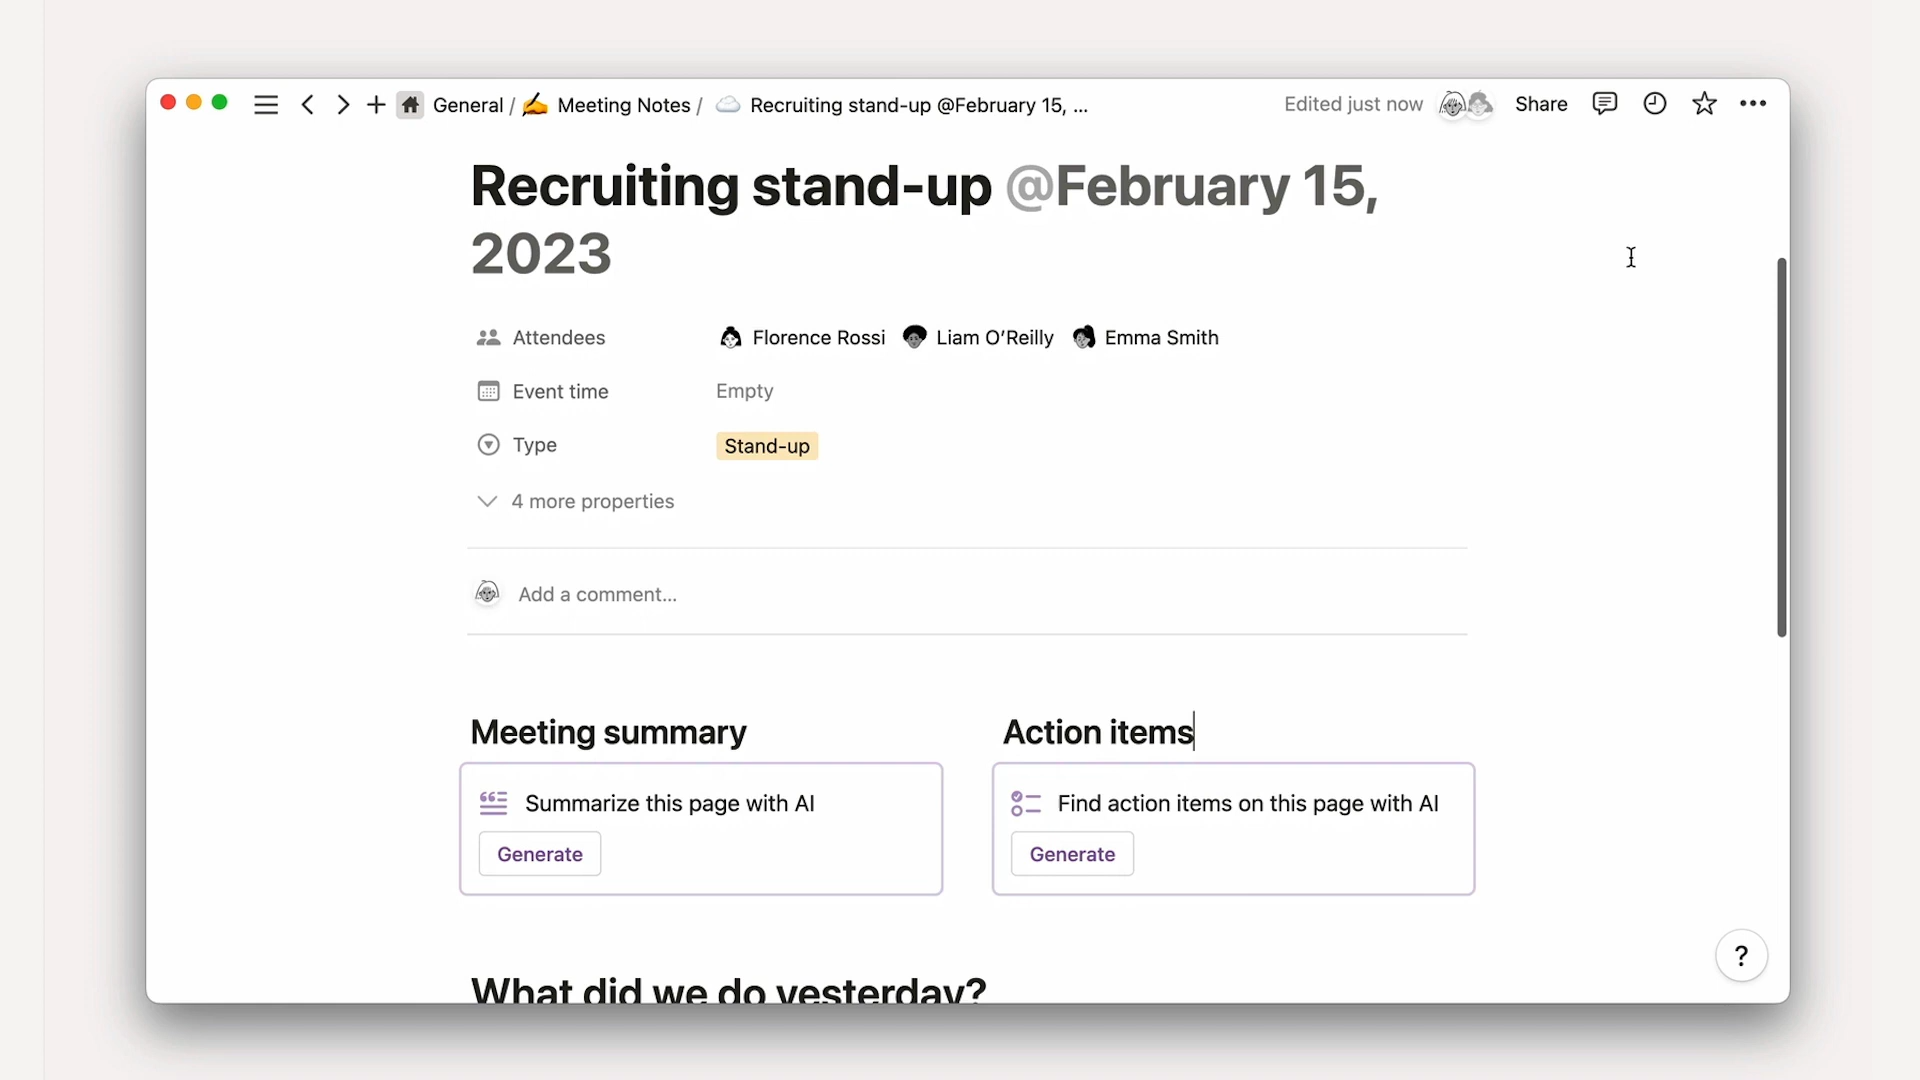 General / Meeting Notes / Recruiting stand-up @February 15, ...
Edited just now
Share
Recruiting stand-up @February 15,
2023
Attendees
Florence Rossi
Liam O’Reilly
Emma Smith
Event time
Empty
Type
Stand-up
4 more properties
Add a comment...
Meeting summary
Summarize this page with AI
Generate
Action items
Find action items on this page with AI
Generate
What did we do yesterday?
?